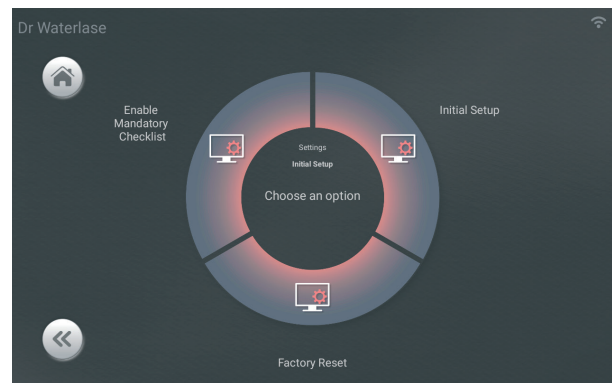 Dr Waterlase
Enable
Mandatory
Checklist
Initial Setup
Settings
Initial Setup
Choose an option
Factory Reset